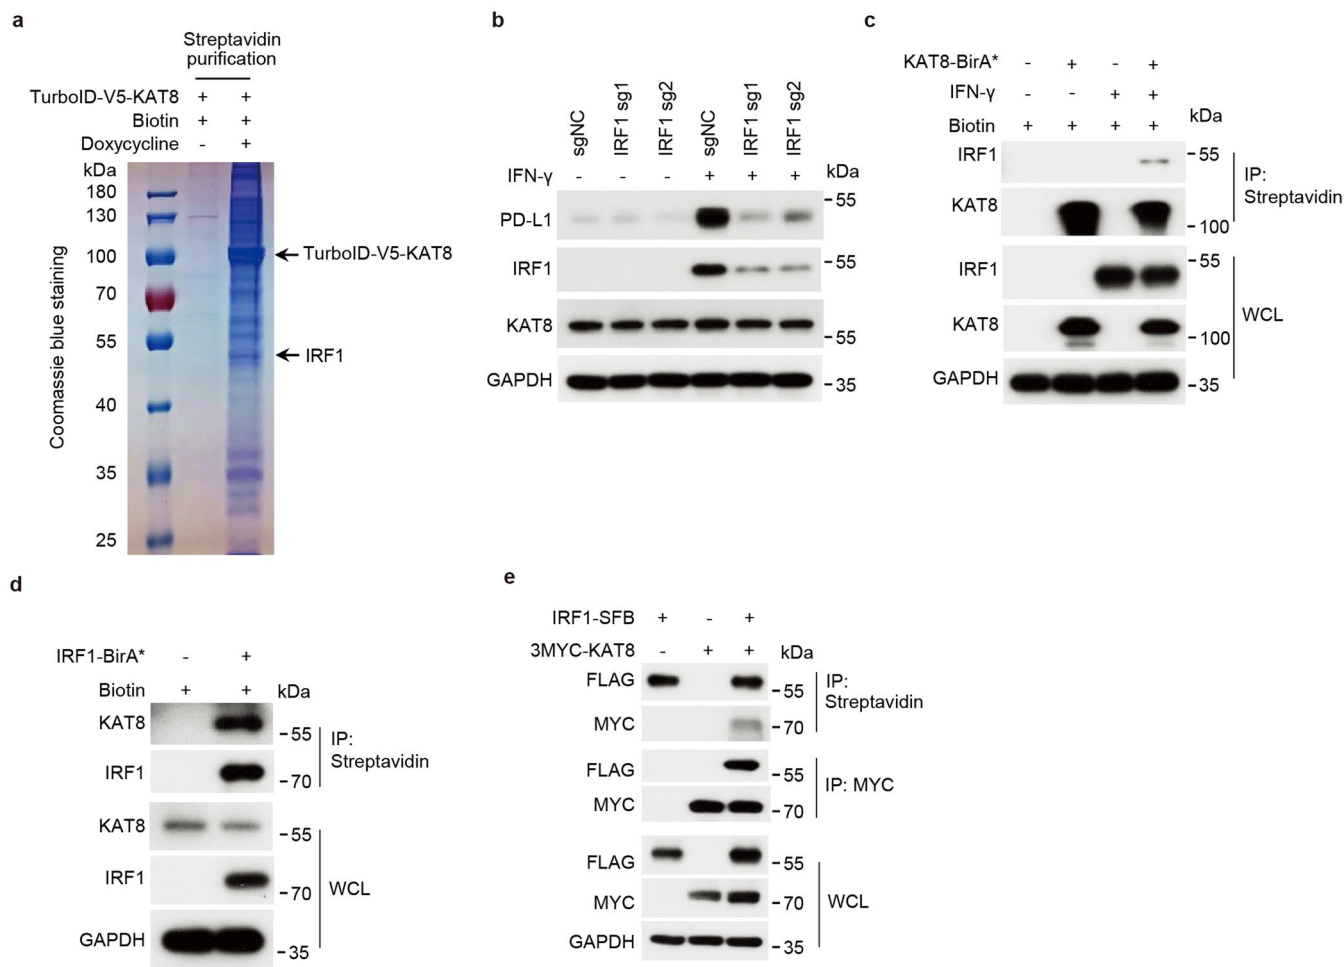 a
Streptavidin
purification
TurboID-V5-KAT8 + +
Biotin + +
Doxycycline - +
kDa
180
130
100
70
55
40
35
25
Coomassie blue staining
TurboID-V5-KAT8
IRF1
b
sgNC IRF1 sg1 IRF1 sg2 sgNC IRF1 sg1 IRF1 sg2
IFN-γ - - - + + + kDa
PD-L1 -55
IRF1 -55
KAT8 -55
GAPDH -35
c
KAT8-BirA* - + - +
IFN-γ - - + +
Biotin + + + + kDa
IRF1 -55
KAT8 -100
IP:
Streptavidin
IRF1 -55
KAT8 -100
GAPDH -35
WCL
d
IRF1-BirA* - +
Biotin + + kDa
KAT8 -55
IRF1 -70
IP:
Streptavidin
KAT8 -55
IRF1 -70
GAPDH -35
WCL
e
IRF1-SFB + - +
3MYC-KAT8 - + + kDa
FLAG -55
MYC -70
IP:
Streptavidin
FLAG -55
MYC -70
IP: MYC
FLAG -55
MYC -70
GAPDH -35
WCL